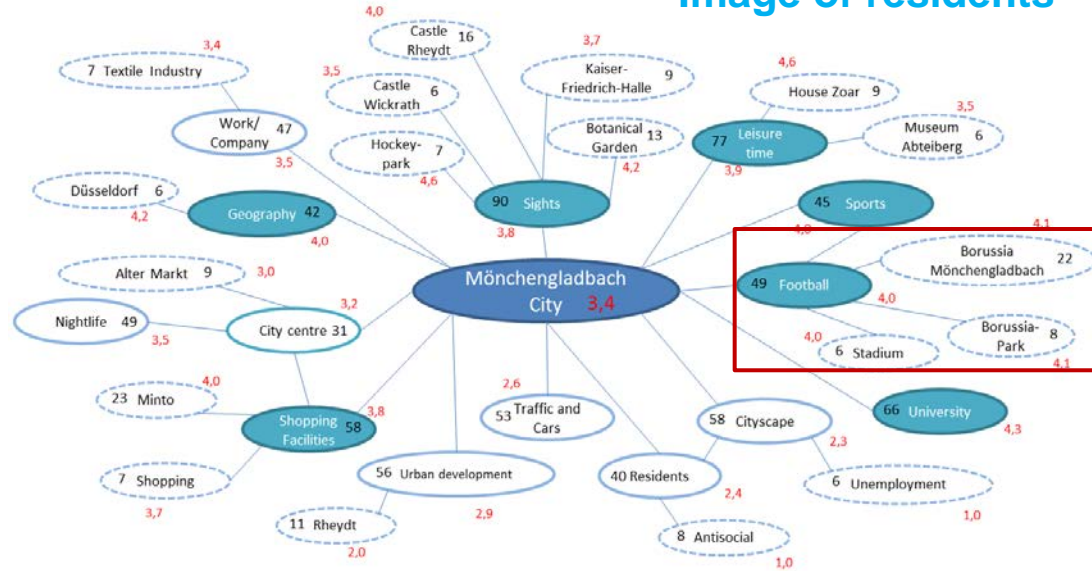 Image of residents
4,0
3,4
Castle 16
Rheydt
3,7
7 Textile Industry
3,5
Castle 6
Wickrath
Kaiser- 9
Friedrich-Halle
4,6
House Zoar 9
Work/ 47
Company
Hockey- 7
park
Botanical 13
Garden
77 Leisure
time
3,5
Museum 6
Abteiberg
3,5
4,6
4,2
3,9
Düsseldorf 6
4,2
Geography 42
4,0
90 Sights
3,8
45 Sports
4,0
4,1
Alter Markt 9
3,0
Mönchengladbach
City 3,4
49 Football
Borussia 22
Mönchengladbach
4,0
Nightlife 49
3,5
3,2
City centre 31
4,0
6 Stadium
Borussia- 8
Park
4,1
4,0
23 Minto
2,6
53 Traffic and
Cars
66 University
4,3
Shopping 58
Facilities
3,8
58 Cityscape
2,3
7 Shopping
3,7
56 Urban development
2,9
40 Residents
2,4
6 Unemployment
1,0
11 Rheydt
2,0
8 Antisocial
1,0